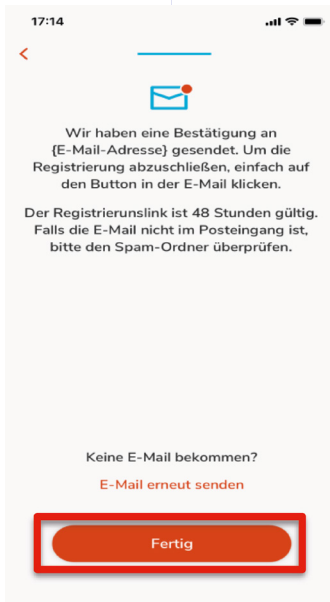 17:14
Wir haben eine Bestätigung an
{E-Mail-Adresse} gesendet. Um die
Registrierung abzuschließen, einfach auf
den Button in der E-Mail klicken.
Der Registrierunslink ist 48 Stunden gültig.
Falls die E-Mail nicht im Posteingang ist,
bitte den Spam-Ordner überprüfen.
Keine E-Mail bekommen?
E-Mail erneut senden
Fertig